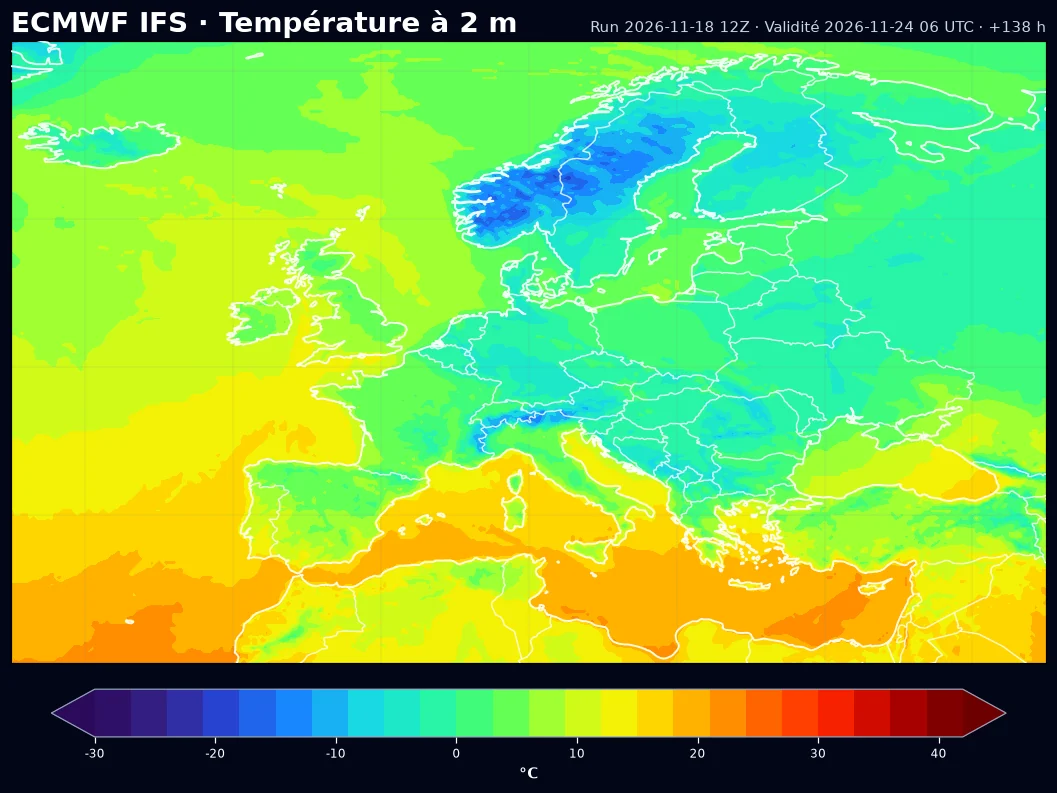 ECMWF IFS · Température à 2 m
Run 2026-11-18 12Z · Validité 2026-11-24 06 UTC · +138 h
-30 -20 -10 0 10 20 30 40
°C